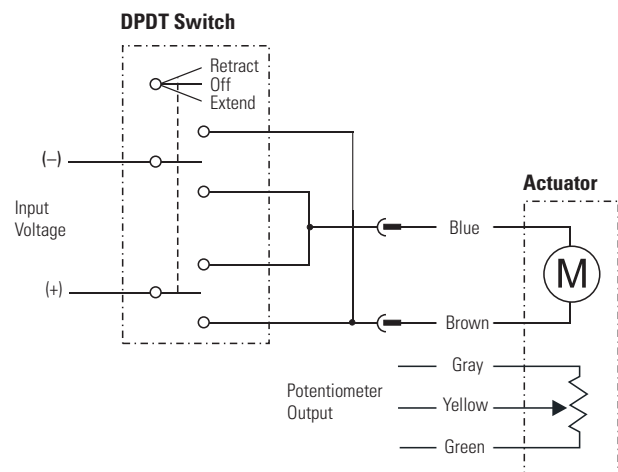 DPDT Switch
Retract
Off
Extend
(–)
Input
Voltage
(+)
Actuator
Blue
M
Brown
Gray
Potentiometer
Output
Yellow
Green